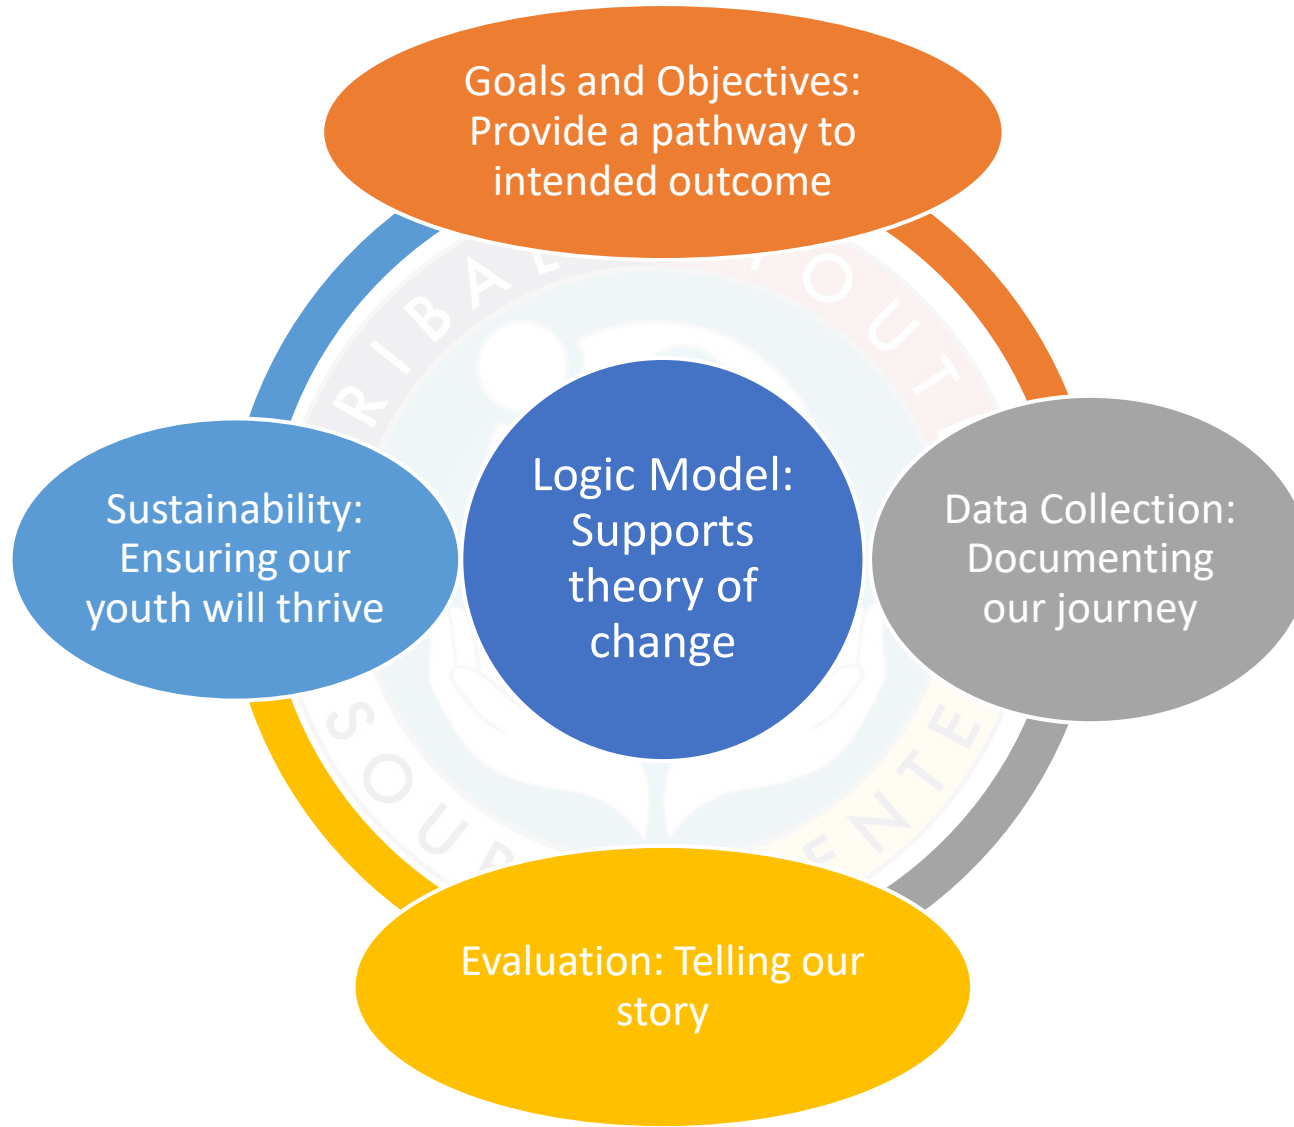 Goals and Objectives:
Provide a pathway to
intended outcome
Sustainability:
Ensuring our
youth will thrive
Logic Model:
Supports
theory of
change
Data Collection:
Documenting
our journey
Evaluation: Telling our
story